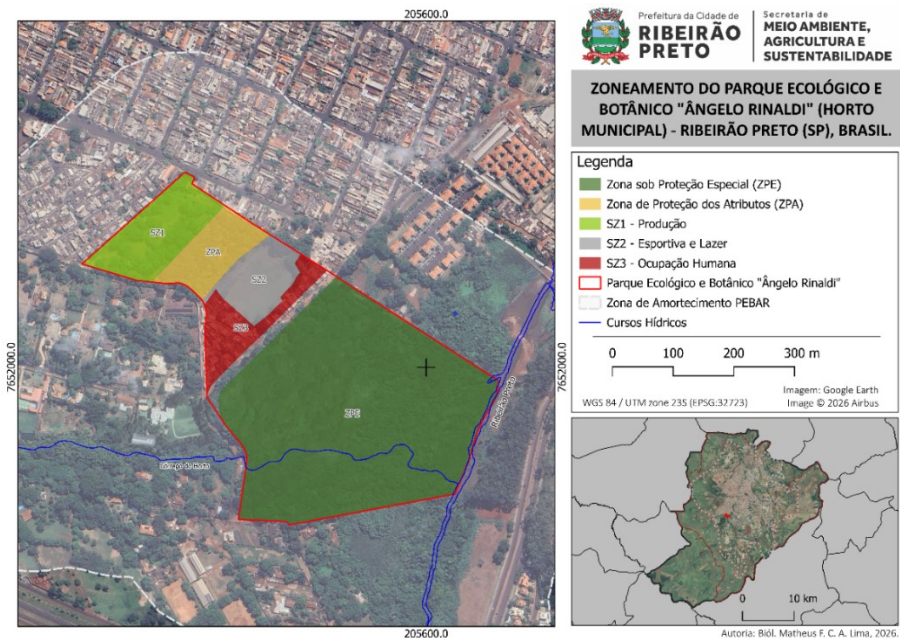 205600.0
7652000.0
SZ1
ZPA
SZ2
SZ3
ZPE
Ribeirão Preto
Córrego do Horto
7652000.0
205600.0
Prefeitura da Cidade de
RIBEIRÃO
PRETO
Secretaria de
MEIO AMBIENTE,
AGRICULTURA E
SUSTENTABILIDADE
ZONEAMENTO DO PARQUE ECOLÓGICO E
BOTÂNICO "ÂNGELO RINALDI" (HORTO
MUNICIPAL) - RIBEIRÃO PRETO (SP), BRASIL.
Legenda
Zona sob Proteção Especial (ZPE)
Zona de Proteção dos Atributos (ZPA)
SZ1 - Produção
SZ2 - Esportiva e Lazer
SZ3 - Ocupação Humana
Parque Ecológico e Botânico "Ângelo Rinaldi"
Zona de Amortecimento PEBAR
Cursos Hídricos
0 100 200 300 m
Imagem: Google Earth
WGS 84 / UTM zone 23S (EPSG:32723) Image © 2026 Airbus
0 10 km
Autoria: Biól. Matheus F. C. A. Lima, 2026.